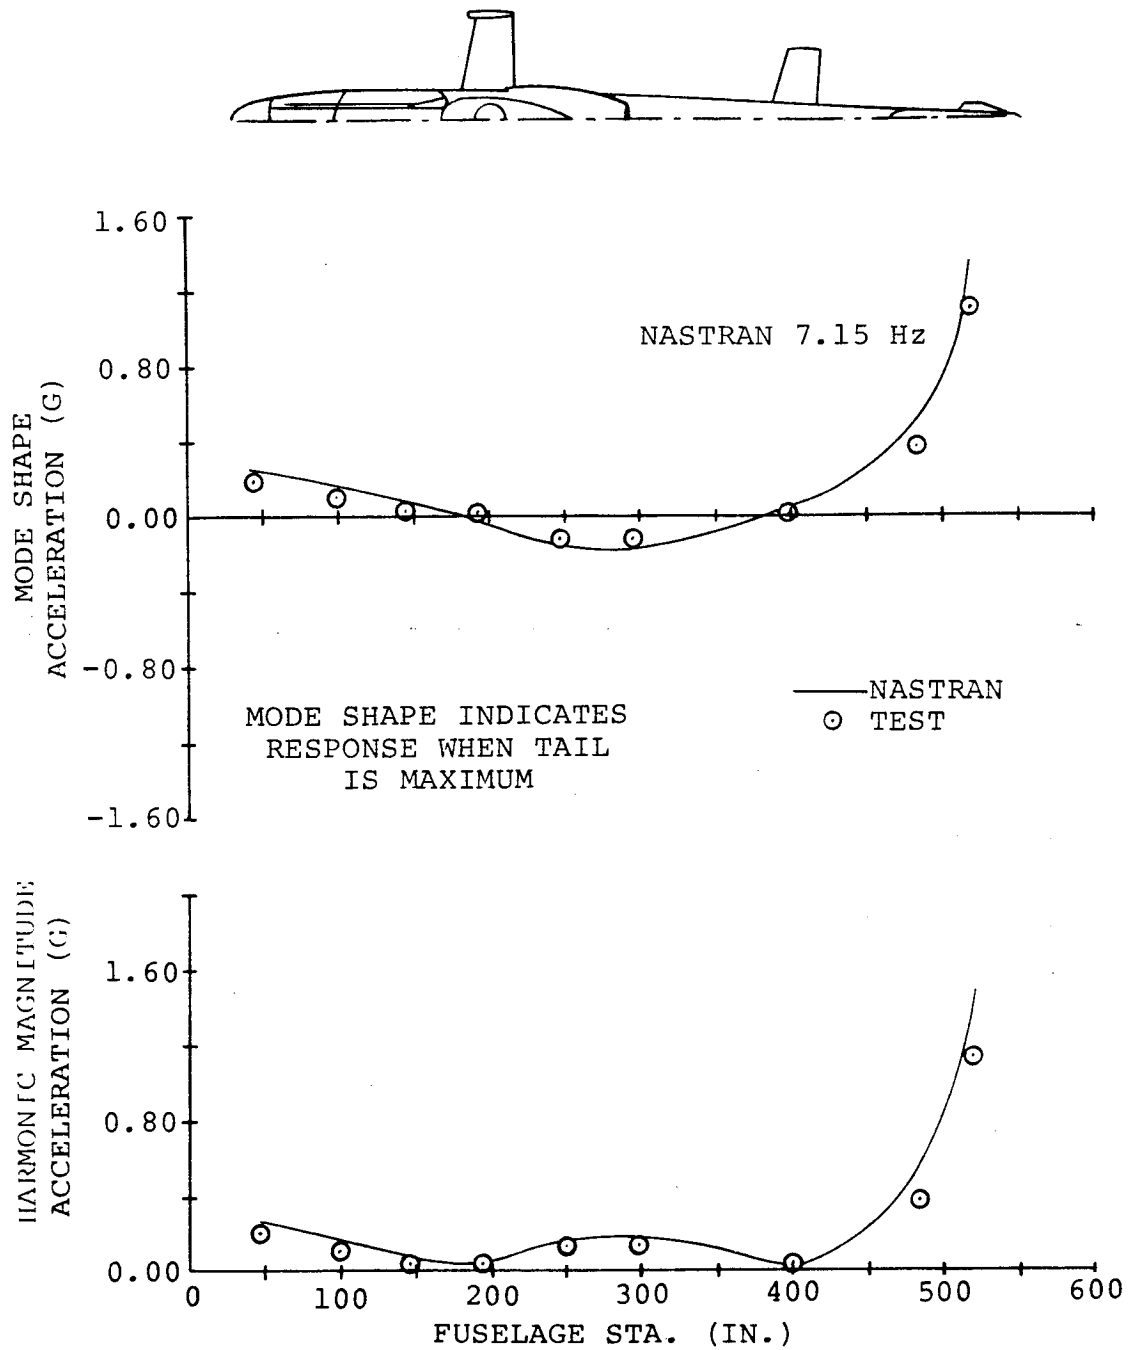 1.60
NASTRAN 7.15 Hz
0.80
MODE SHAPE
ACCELERATION (G)
0.00
-0.80
NASTRAN
TEST
MODE SHAPE INDICATES
RESPONSE WHEN TAIL
IS MAXIMUM
-1.60
HARMONIC MAGNITUDE
ACCELERATION (G)
1.60
0.80
0.00
0 100 200 300 400 500 600
FUSELAGE STA. (IN.)